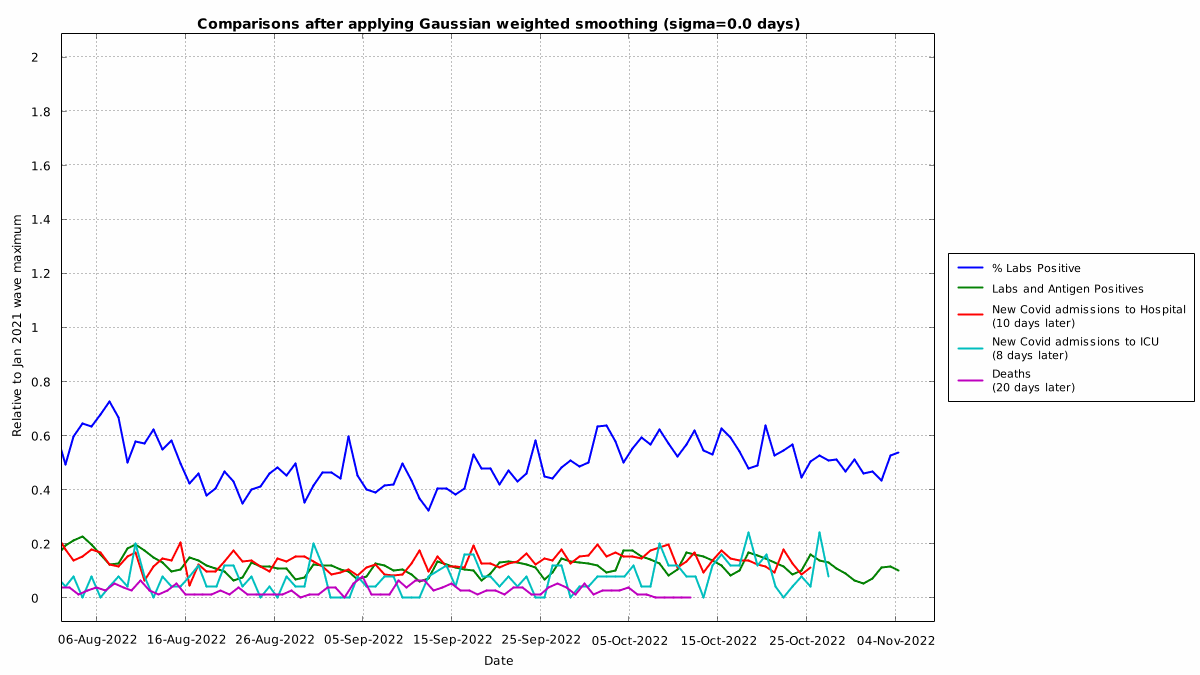 Comparisons after applying Gaussian weighted smoothing (sigma=0.0 days)
Relative to Jan 2021 wave maximum
2
1.8
1.6
1.4
1.2
1
0.8
0.6
0.4
0.2
0
06-Aug-2022 16-Aug-2022 26-Aug-2022 05-Sep-2022 15-Sep-2022 25-Sep-2022 05-Oct-2022 15-Oct-2022 25-Oct-2022 04-Nov-2022
Date
% Labs Positive
Labs and Antigen Positives
New Covid admissions to Hospital
(10 days later)
New Covid admissions to ICU
(8 days later)
Deaths
(20 days later)